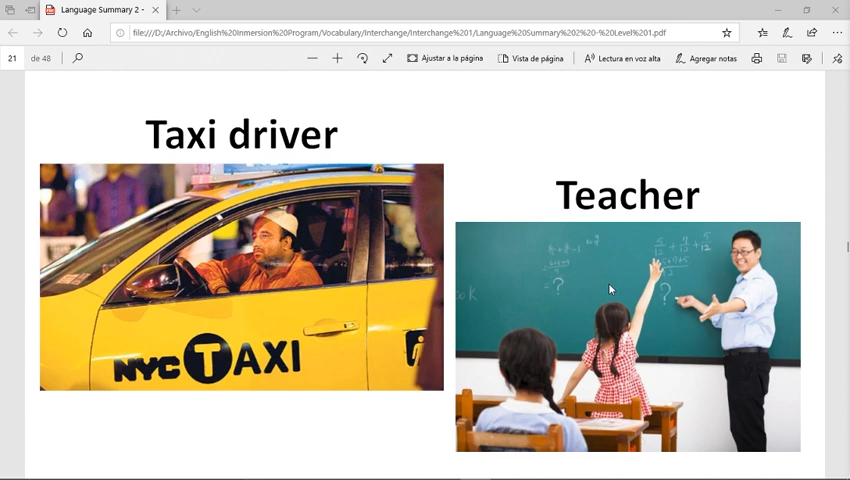 Language Summary 2 -
file:///D:/Archivo/English%20Inmersion%20Program/Vocabulary/Interchange/Interchange%201/Language%20Summary%202%20-%20Level%201.pdf
21 de 48 Ajustar a la página Vista de página Lectura en voz alta Agregar notas
Taxi driver
NYC TAXI
Teacher
= ?
?